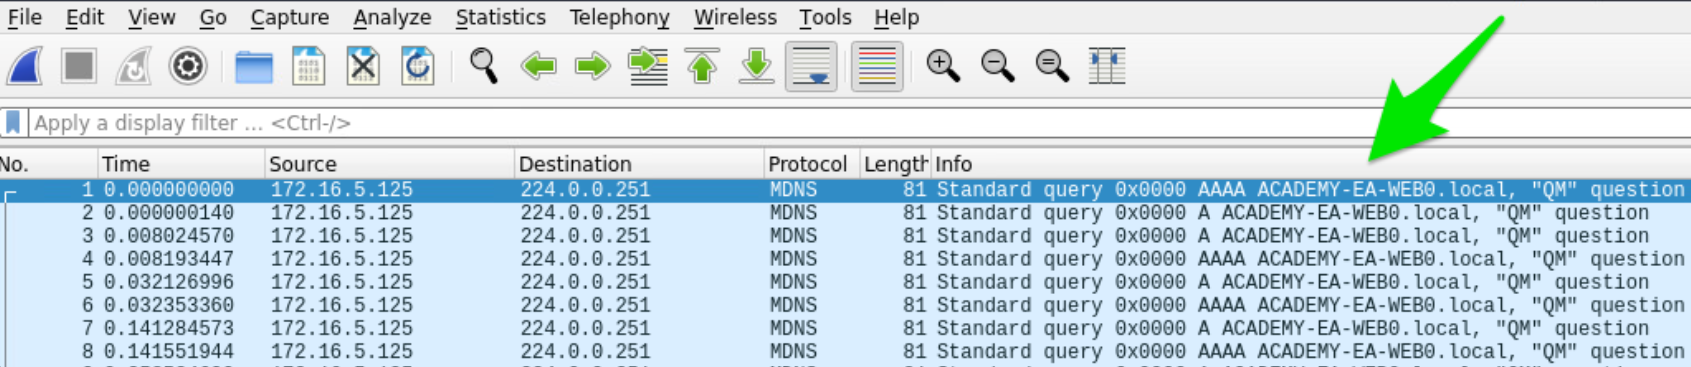 File Edit View Go Capture Analyze Statistics Telephony Wireless Tools Help
Apply a display filter ... <Ctrl-/>
No. Time Source Destination Protocol Length Info
1 0.000000000 172.16.5.125 224.0.0.251 MDNS 81 Standard query 0x0000 AAAA ACADEMY-EA-WEB0.local, "QM" question
2 0.000000140 172.16.5.125 224.0.0.251 MDNS 81 Standard query 0x0000 A ACADEMY-EA-WEB0.local, "QM" question
3 0.008024570 172.16.5.125 224.0.0.251 MDNS 81 Standard query 0x0000 A ACADEMY-EA-WEB0.local, "QM" question
4 0.008193447 172.16.5.125 224.0.0.251 MDNS 81 Standard query 0x0000 AAAA ACADEMY-EA-WEB0.local, "QM" question
5 0.032126996 172.16.5.125 224.0.0.251 MDNS 81 Standard query 0x0000 A ACADEMY-EA-WEB0.local, "QM" question
6 0.032353360 172.16.5.125 224.0.0.251 MDNS 81 Standard query 0x0000 AAAA ACADEMY-EA-WEB0.local, "QM" question
7 0.141284573 172.16.5.125 224.0.0.251 MDNS 81 Standard query 0x0000 A ACADEMY-EA-WEB0.local, "QM" question
8 0.141551944 172.16.5.125 224.0.0.251 MDNS 81 Standard query 0x0000 AAAA ACADEMY-EA-WEB0.local, "QM" question